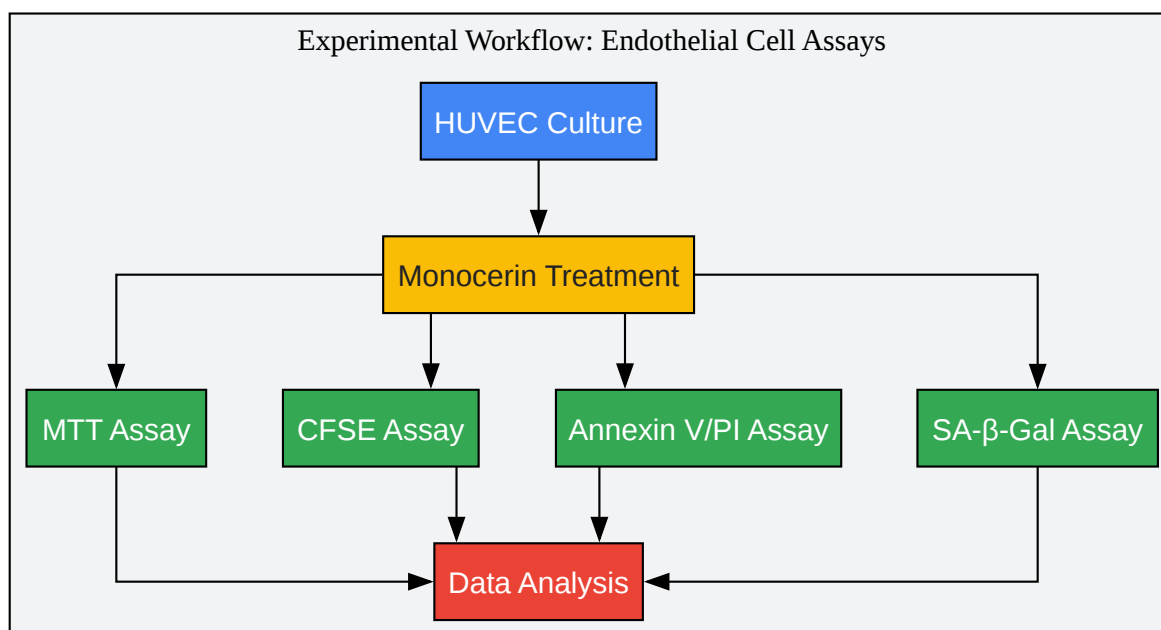 Experimental Workflow: Endothelial Cell Assays
HUVEC Culture
Monocerin Treatment
MTT Assay
CFSE Assay
Annexin V/PI Assay
SA-β-Gal Assay
Data Analysis